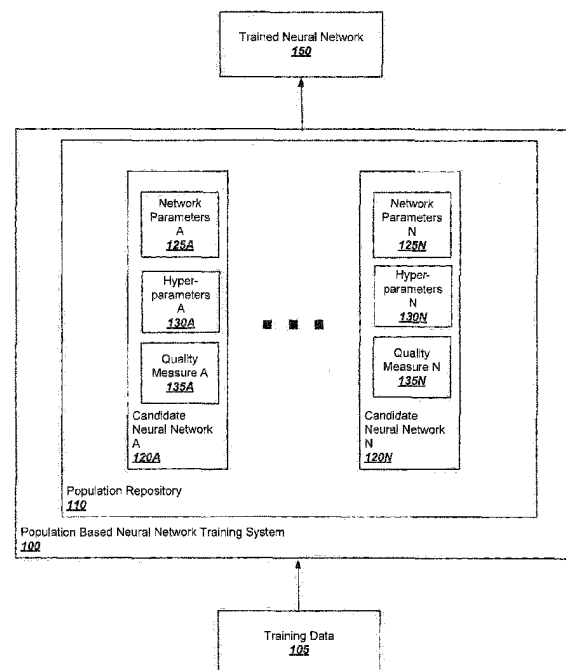 Trained Neural Network
150
Network
Parameters
A
125A
Hyper-
parameters
A
130A
Quality
Measure A
135A
Candidate
Neural Network
A
120A
Network
Parameters
N
125N
Hyper-
parameters
N
130N
Quality
Measure N
135N
Candidate
Neural Network
N
120N
Population Repository
110
Population Based Neural Network Training System
100
Training Data
105